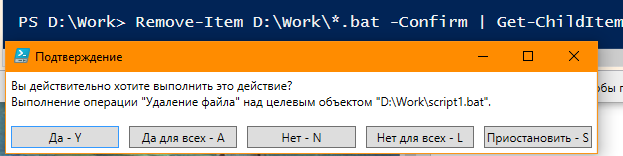 PS D:\Work> Remove-Item D:\Work\*.bat -Confirm | Get-ChildItem
Подтверждение
Вы действительно хотите выполнить это действие?
Выполнение операции "Удаление файла" над целевым объектом "D:\Work\script1.bat".
Да - Y
Да для всех - A
Нет - N
Нет для всех - L
Приостановить - S